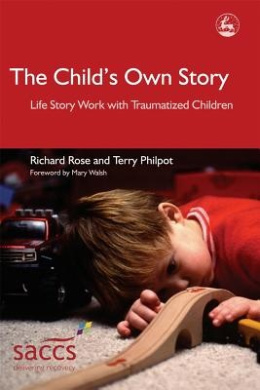 The Child's Own Story
Life Story Work with Traumatized Children
Richard Rose and Terry Philpot
Foreword by Mary Walsh
saccs
delivering recovery